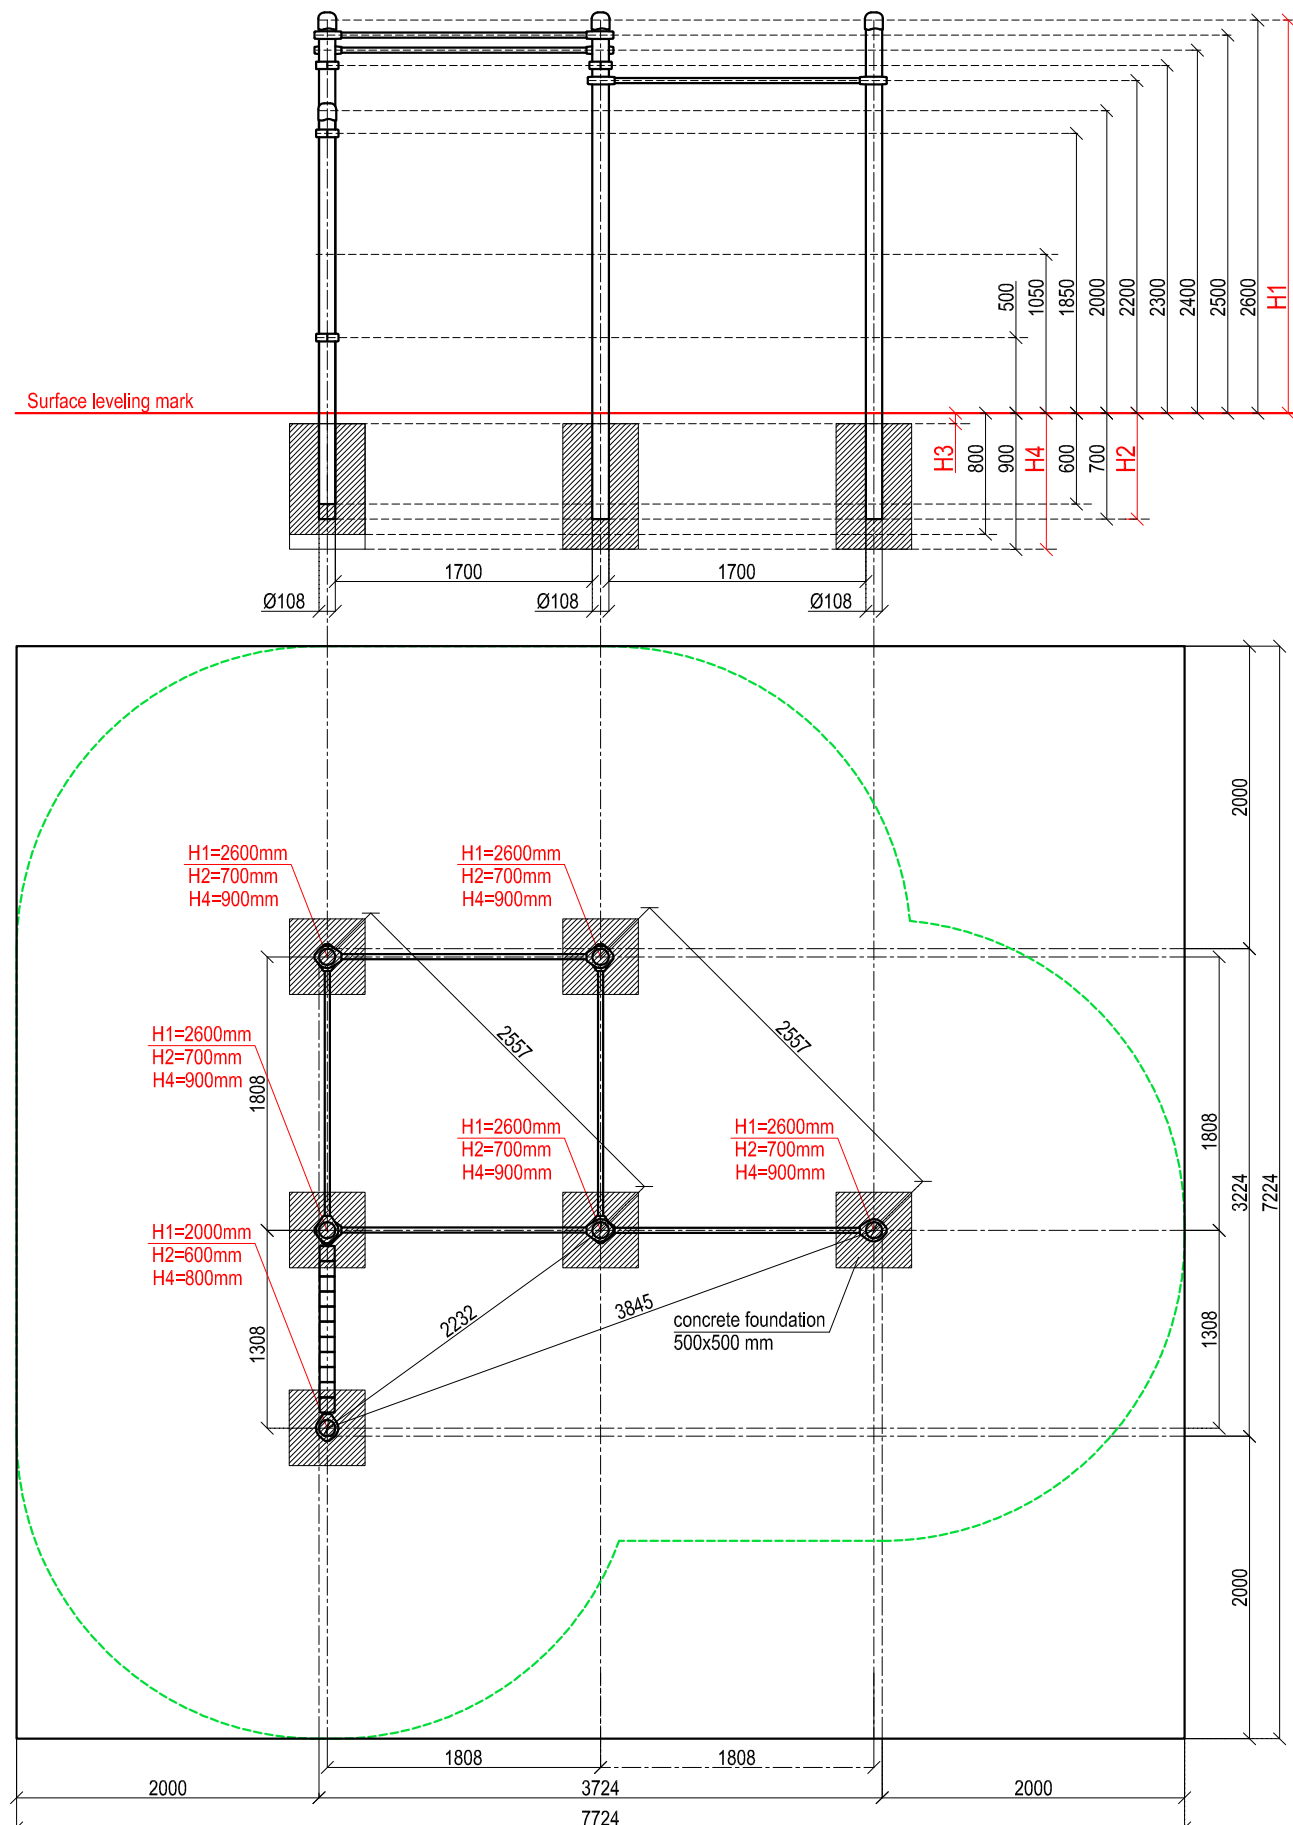 500
1050
1850
2000
2200
2300
2400
2500
2600
H1
Surface leveling mark
H3
800
900
H4
600
700
H2
1700
1700
Ø108
Ø108
Ø108
2000
H1=2600mm
H2=700mm
H4=900mm
H1=2600mm
H2=700mm
H4=900mm
2557
2557
H1=2600mm
H2=700mm
H4=900mm
1808
H1=2600mm
H2=700mm
H4=900mm
H1=2600mm
H2=700mm
H4=900mm
1808
3224
7224
H1=2000mm
H2=600mm
H4=800mm
2232
3845
concrete foundation
500x500 mm
1308
1308
2000
1808
1808
2000
3724
2000
7724